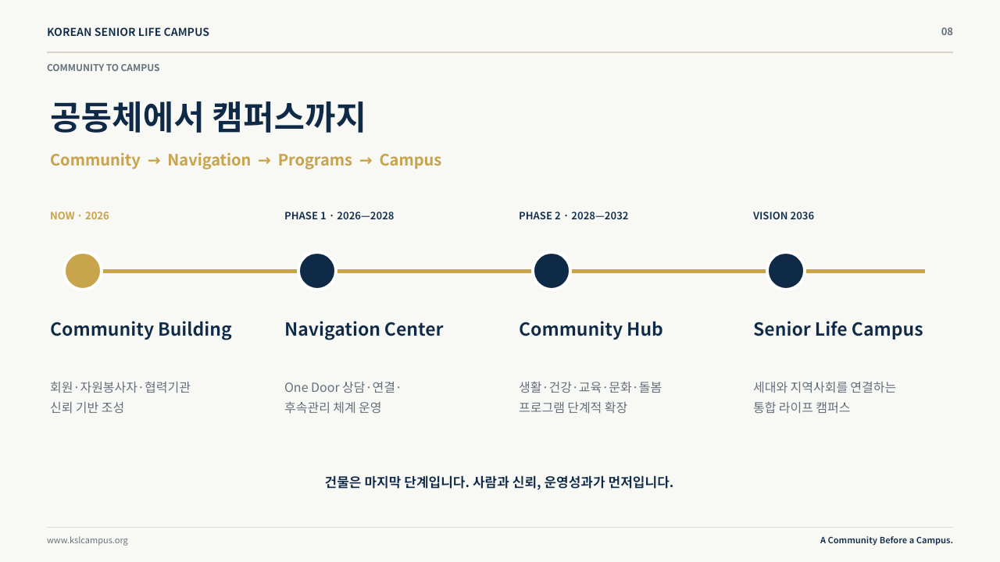 KOREAN SENIOR LIFE CAMPUS
08
COMMUNITY TO CAMPUS
공동체에서 캠퍼스까지
Community → Navigation → Programs → Campus
NOW · 2026
PHASE 1 · 2026—2028
PHASE 2 · 2028—2032
VISION 2036
Community Building
Navigation Center
Community Hub
Senior Life Campus
회원·자원봉사자·협력기관
신뢰 기반 조성
One Door 상담·연결·
후속관리 체계 운영
생활·건강·교육·문화·돌봄
프로그램 단계적 확장
세대와 지역사회를 연결하는
통합 라이프 캠퍼스
건물은 마지막 단계입니다. 사람과 신뢰, 운영성과가 먼저입니다.
www.kslcampus.org
A Community Before a Campus.